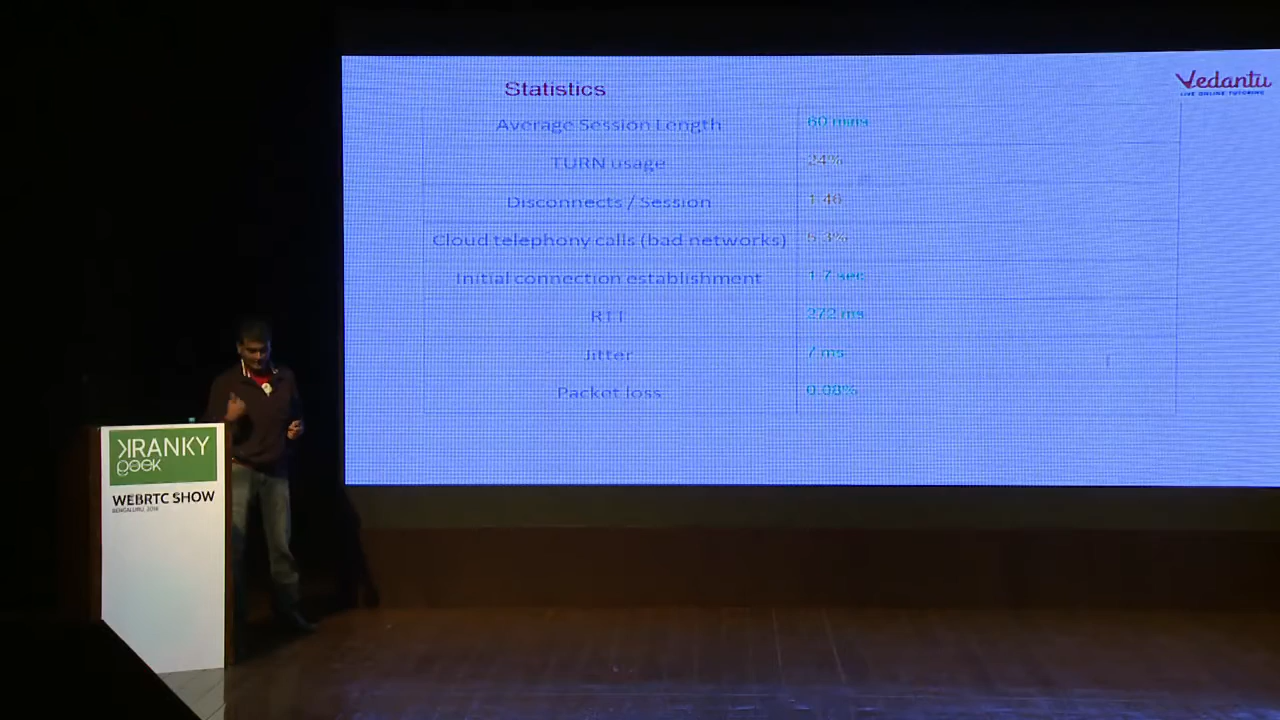 Statistics
Vedantu
LIVE ONLINE TUTORING
Average Session Length 60 mins
TURN usage 24%
Disconnects / Session 1.46
Cloud telephony calls (bad networks) 5.3%
Initial connection establishment 1.7 sec
RTT 272 ms
Jitter 7 ms
Packet loss 0.08%
KRANKY
geek
WEBRTC SHOW